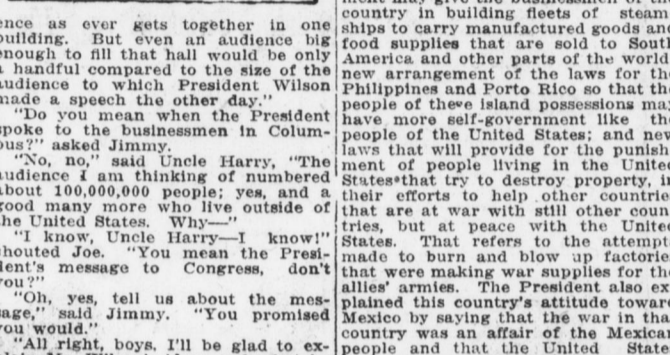 ence as ever gets together in one
building. But even an audience big
enough to fill that hall would be only
a handful compared to the size of the
audience to which President Wilson
made a speech the other day."
"Do you mean when the President
spoke to the businessmen in Colum-
bus?" asked Jimmy.
"No, no," said Uncle Harry, "The
audience I am thinking of numbered
about 100,000,000 people; yes, and a
good many more who live outside of
the United States. Why—"
"I know, Uncle Harry—I know!"
shouted Joe. "You mean the Presi-
dent's message to Congress, don't
you?"
"Oh, yes, tell us about the mes-
sage," said Jimmy. "You promised
you would."
"All right, boys, I'll be glad to ex-
country in building fleets of steam-
ships to carry manufactured goods and
food supplies that are sold to South
America and other parts of the world
new arrangement of the laws for th
Philippines and Porto Rico so that the
people of these island possessions ma
have more self-government like th
people of the United States; and new
laws that will provide for the punish-
ment of people living in the United
States that try to destroy property, in
their efforts to help other countrie
that are at war with still other coun-
tries, but at peace with the United
States. That refers to the attempt
made to burn and blow up factorie
that were making war supplies for th
allies' armies. The President also ex-
plained this country's attitude toward
Mexico by saying that the war in tha
country was an affair of the Mexican
people and that the United State